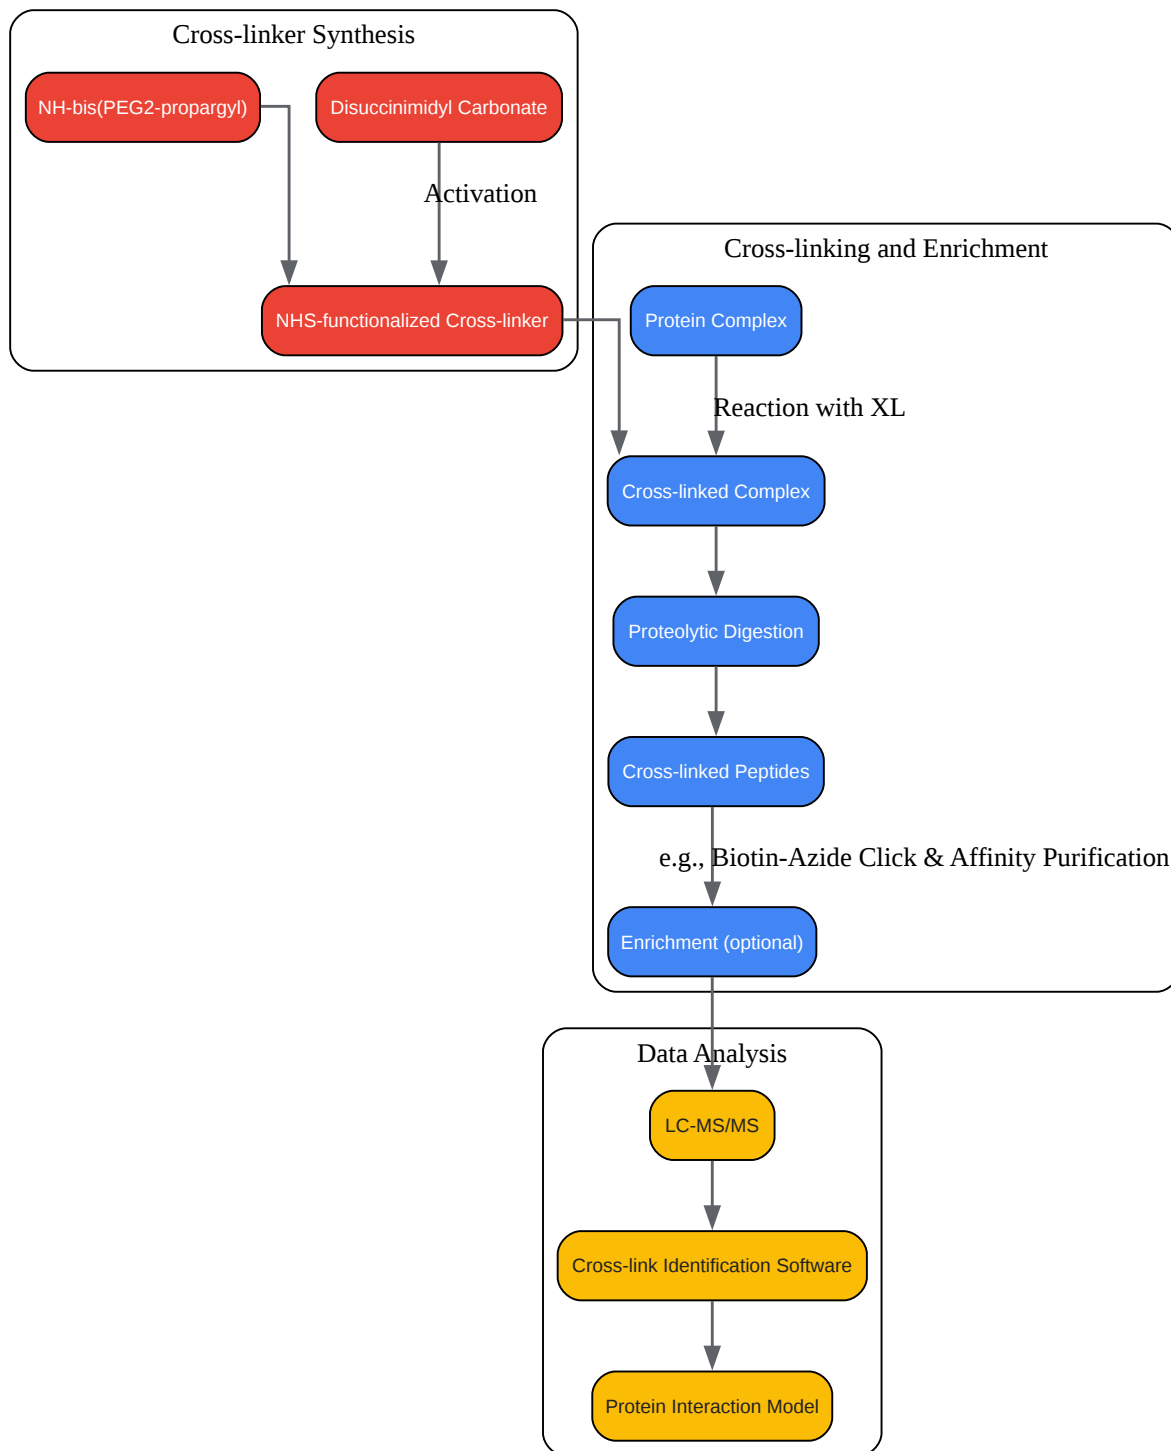 Cross-linker Synthesis
NH-bis(PEG2-propargyl)
Disuccinimidyl Carbonate
Activation
NHS-functionalized Cross-linker
Cross-linking and Enrichment
Protein Complex
Reaction with XL
Cross-linked Complex
Proteolytic Digestion
Cross-linked Peptides
e.g., Biotin-Azide Click & Affinity Purification
Enrichment (optional)
Data Analysis
LC-MS/MS
Cross-link Identification Software
Protein Interaction Model